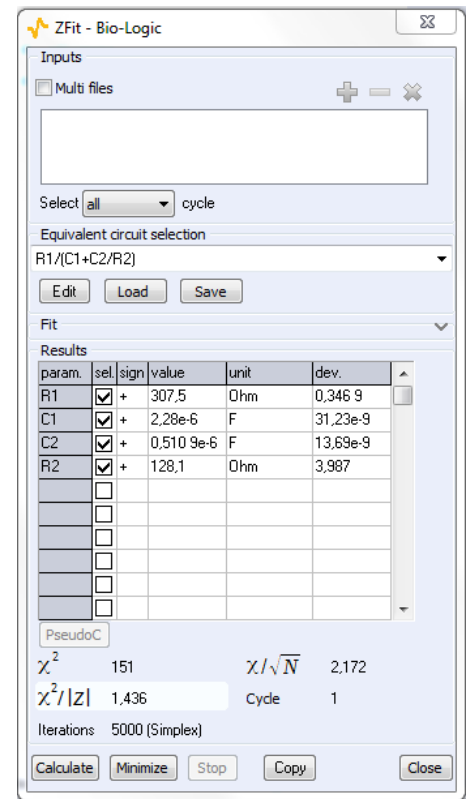 ZFit - Bio-Logic
Inputs
Multi files
Select all cycle
Equivalent circuit selection
R1/(C1+C2/R2)
Edit Load Save
Fit
Results
param. sel. sign value unit dev.
R1 + 307,5 Ohm 0,346 9
C1 + 2,28e-6 F 31,23e-9
C2 + 0,510 9e-6 F 13,69e-9
R2 + 128,1 Ohm 3,987
PseudoC
χ² 151 χ/√N 2,172
χ²/|Z| 1,436 Cycle 1
Iterations 5000 (Simplex)
Calculate Minimize Stop Copy Close